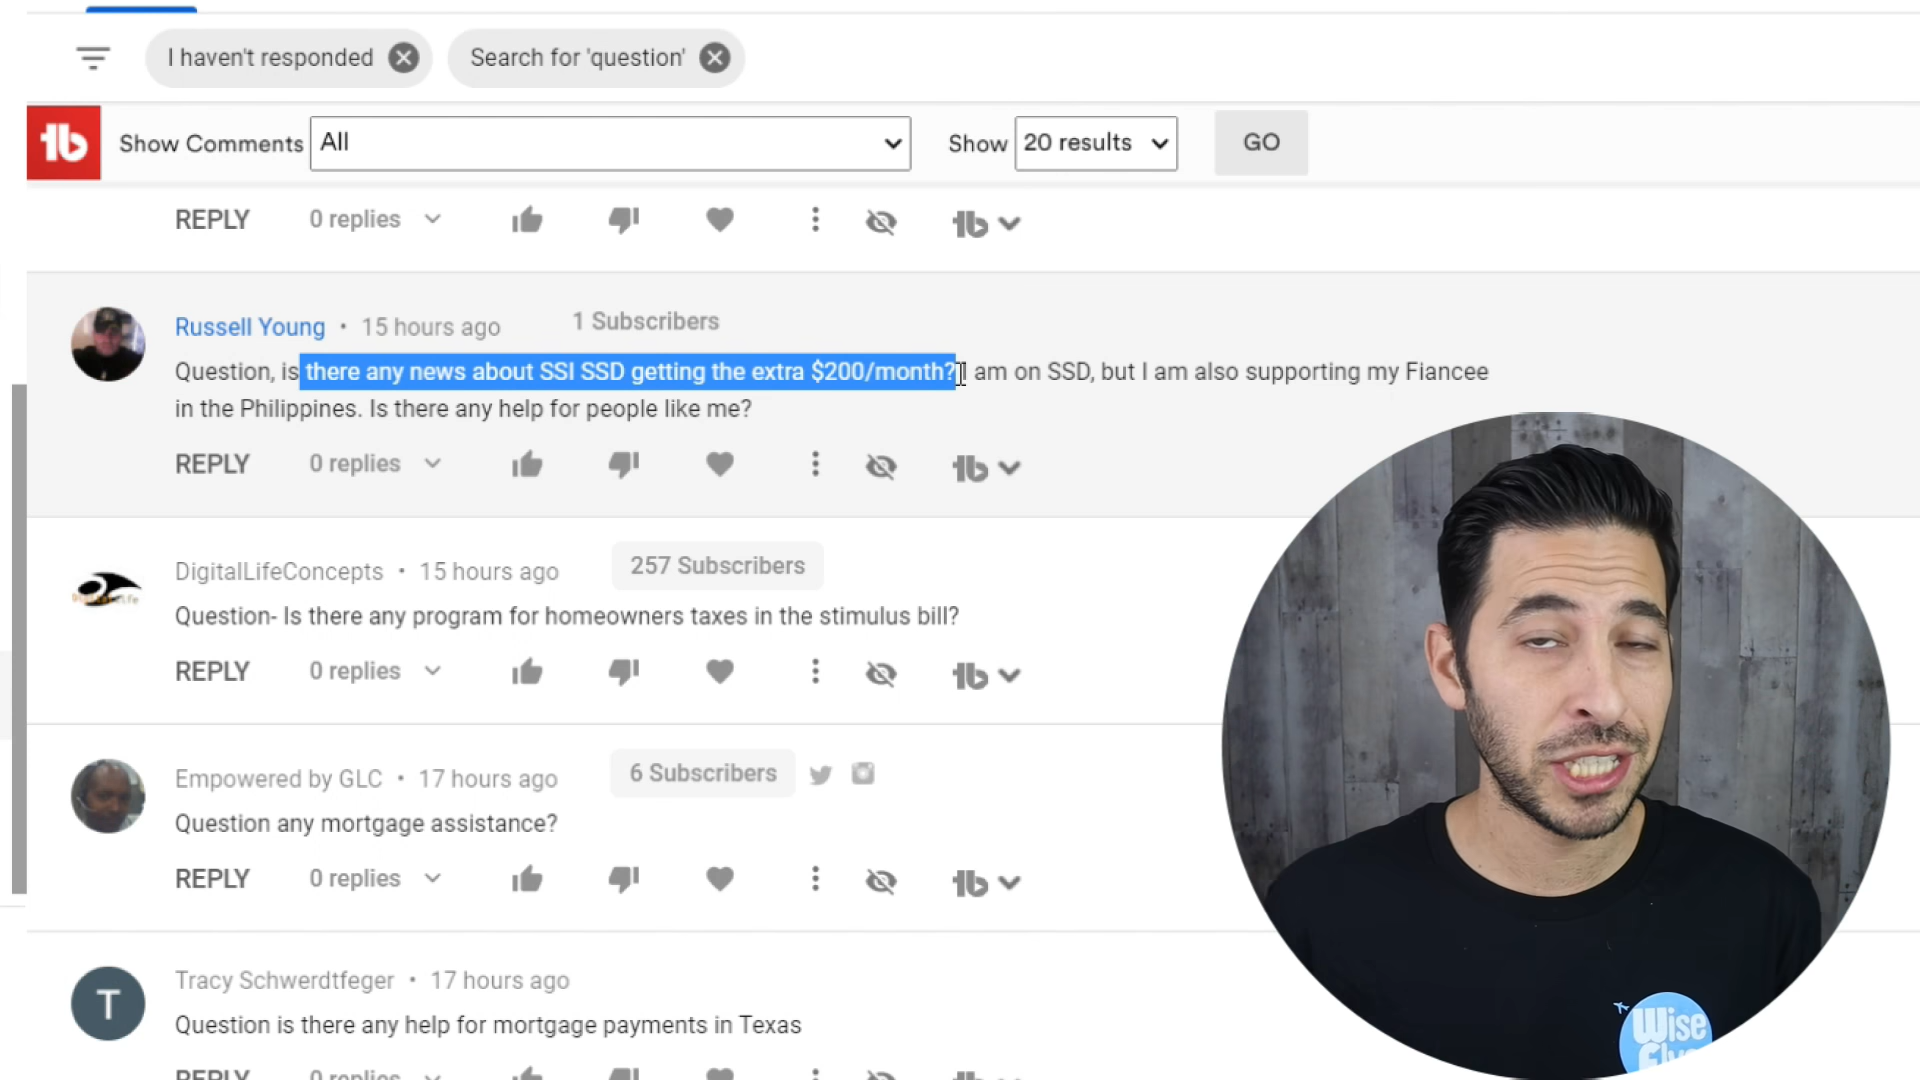 I haven't responded
Search for 'question'
Show Comments
All
Show
20 results
GO
REPLY
0 replies
Russell Young • 15 hours ago
1 Subscribers
Question, is there any news about SSI SSD getting the extra $200/month? I am on SSD, but I am also supporting my Fiancee
in the Philippines. Is there any help for people like me?
REPLY
0 replies
DigitalLifeConcepts • 15 hours ago
257 Subscribers
Question- Is there any program for homeowners taxes in the stimulus bill?
REPLY
0 replies
Empowered by GLC • 17 hours ago
6 Subscribers
Question any mortgage assistance?
REPLY
0 replies
T
Tracy Schwerdtfeger • 17 hours ago
Question is there any help for mortgage payments in Texas
REPLY
0 replies
Wise